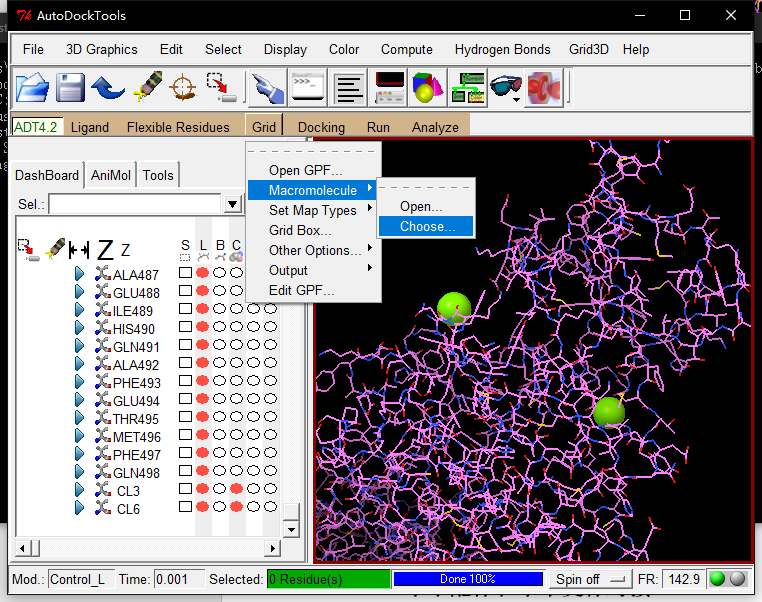 AutoDockTools
File 3D Graphics Edit Select Display Color Compute Hydrogen Bonds Grid3D Help
ADT4.2 Ligand Flexible Residues Grid Docking Run Analyze
Open GPF...
Macromolecule
Set Map Types
Grid Box...
Other Options...
Output
Edit GPF...
Open...
Choose...
DashBoard AniMol Tools
Sel.:
Z Z S L B C
ALA487
GLU488
ILE489
HIS490
GLN491
ALA492
PHE493
GLU494
THR495
MET496
PHE497
GLN498
CL3
CL6
Mod.: Control_L Time: 0.001 Selected: 0 Residue(s) Done 100% Spin off FR: 142.9